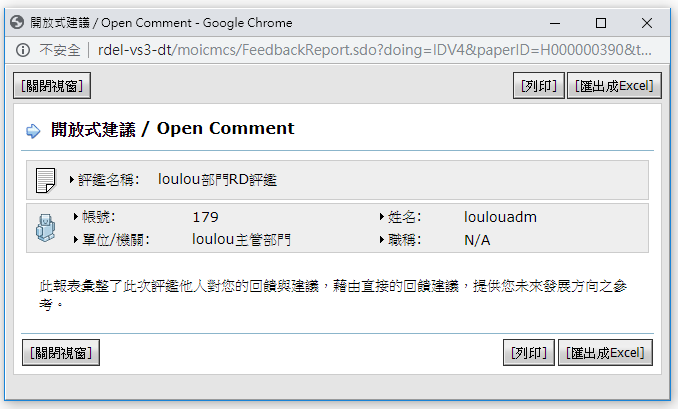 開放式建議 / Open Comment - Google Chrome
不安全 | rdel-vs3-dt/moicmcs/FeedbackReport.sdo?doing=IDV4&paperID=H000000390&t...
[關閉視窗] [列印] [匯出成Excel]
開放式建議 / Open Comment
評鑑名稱： loulou部門RD評鑑
帳號： 179 姓名： loulouadm
單位/機關： loulou主管部門 職稱： N/A
此報表彙整了此次評鑑他人對您的回饋與建議，藉由直接的回饋建議，提供您未來發展方向之參
考。
[關閉視窗] [列印] [匯出成Excel]